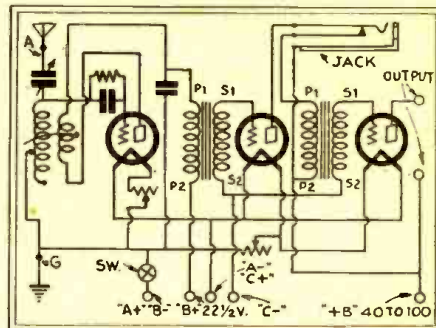 A
P1 S1
P1 S1
JACK
OUTPUT
P2 S2
P2 S2
G
SW.
"A-"
"C+"
"A+" "B-" "B+" 22½V. "C-" "+B" 40 TO 100